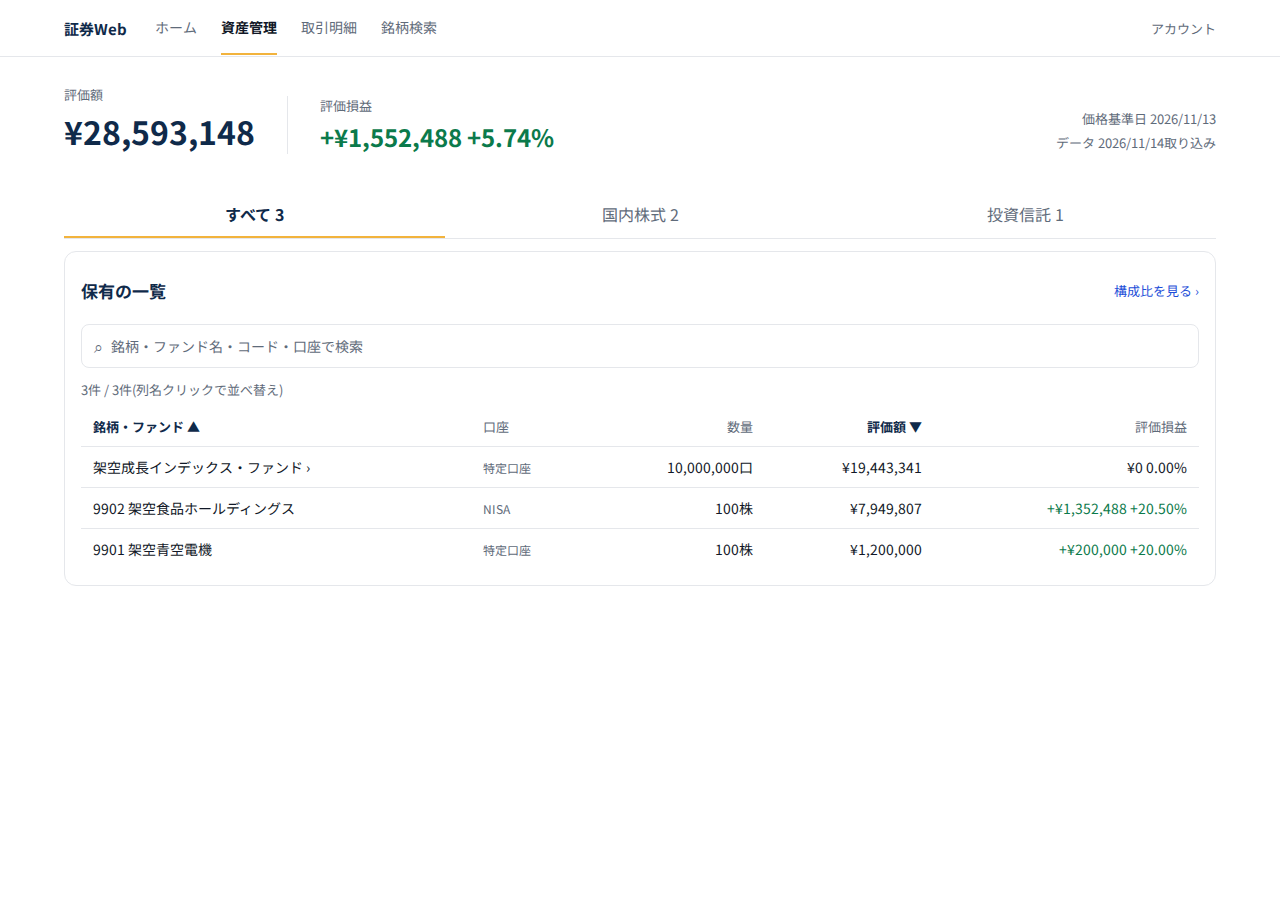 証券Web ホーム 資産管理 取引明細 銘柄検索 アカウント
評価額
¥28,593,148
評価損益
+¥1,552,488 +5.74%
価格基準日 2026/11/13
データ 2026/11/14取り込み
すべて 3 国内株式 2 投資信託 1
保有の一覧 構成比を見る ›
⌕ 銘柄・ファンド名・コード・口座で検索
3件 / 3件(列名クリックで並べ替え)
銘柄・ファンド ▲ 口座 数量 評価額 ▼ 評価損益
架空成長インデックス・ファンド › 特定口座 10,000,000口 ¥19,443,341 ¥0 0.00%
9902 架空食品ホールディングス NISA 100株 ¥7,949,807 +¥1,352,488 +20.50%
9901 架空青空電機 特定口座 100株 ¥1,200,000 +¥200,000 +20.00%